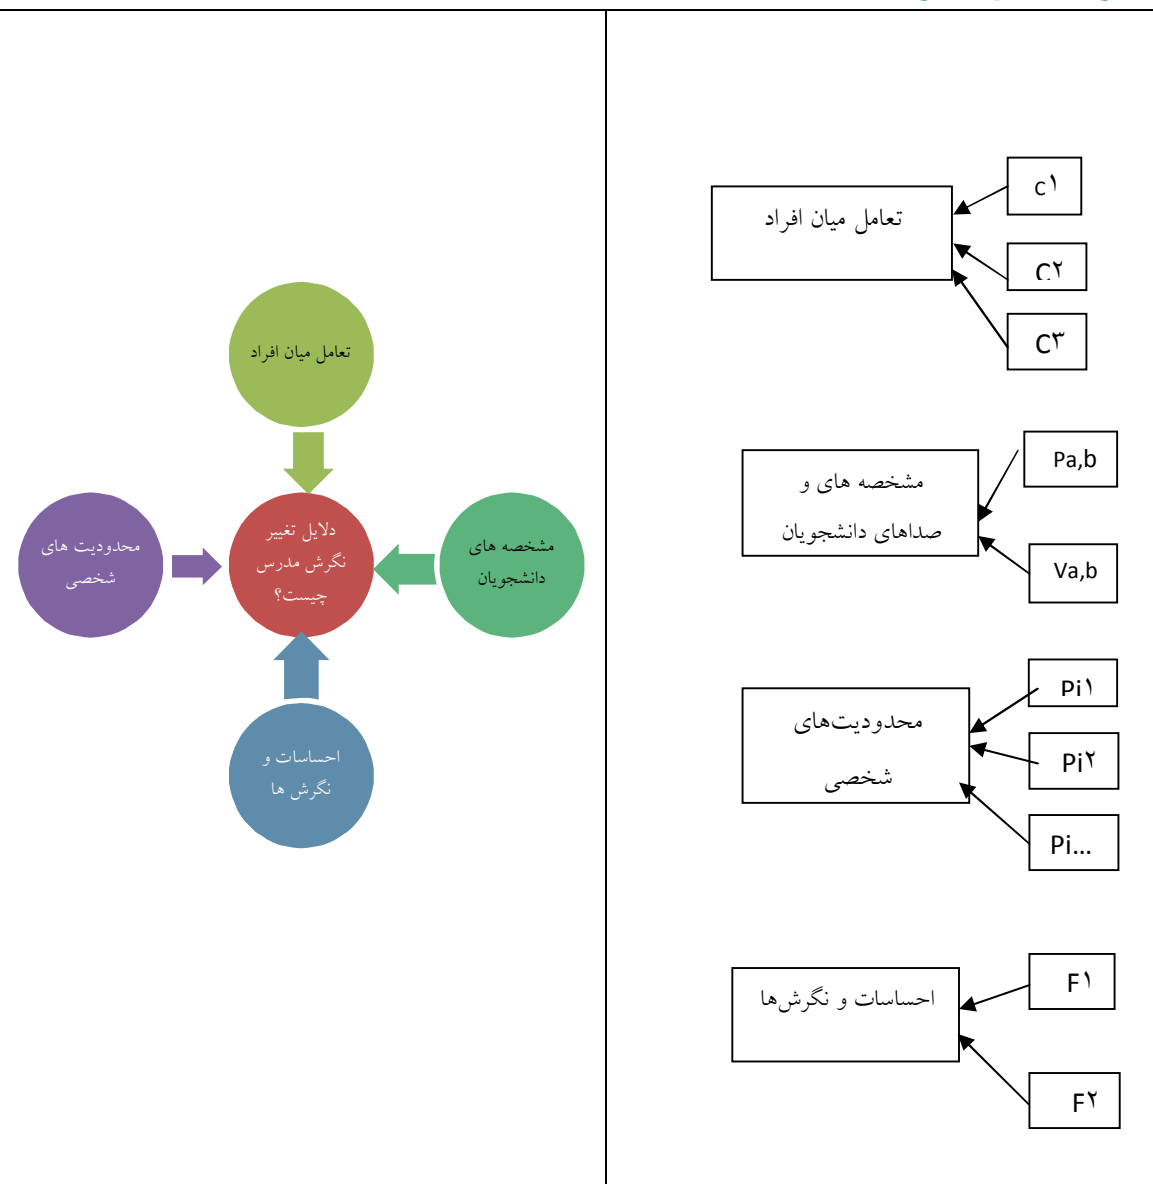 تعامل میان افراد
c۱
C۲
C۳
مشخصه های و
صداهای دانشجویان
Pa,b
Va,b
محدودیت‌های
شخصی
Pi۱
Pi۲
Pi...
احساسات و نگرش‌ها
F۱
F۲
تعامل میان افراد
مشخصه های
دانشجویان
دلایل تغییر
نگرش مدرس
چیست؟
محدودیت های
شخصی
احساسات و
نگرش ها